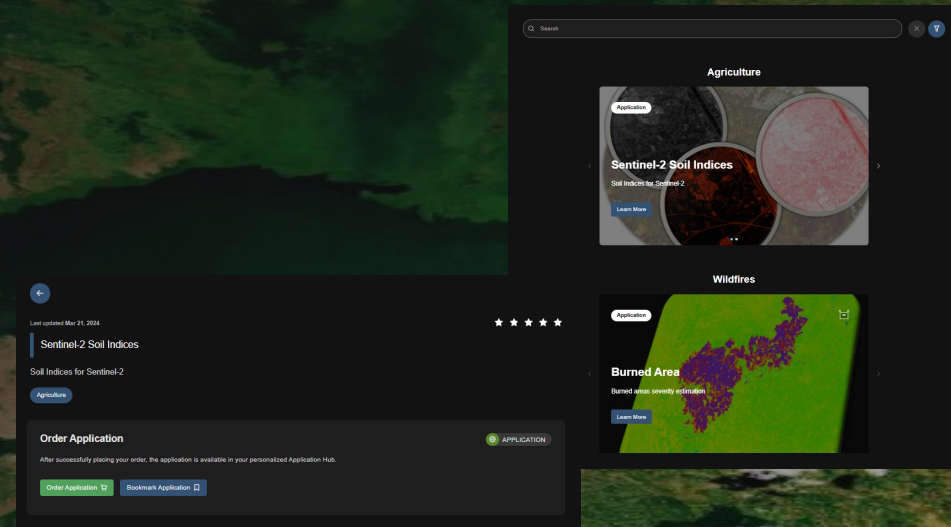 Search
Agriculture
Application
Sentinel-2 Soil Indices
Soil Indices for Sentinel-2
Learn More
Wildfires
Application
Burned Area
Burned areas severity estimation
Learn More
Last updated Mar 21, 2024
Sentinel-2 Soil Indices
Soil Indices for Sentinel-2
Agriculture
Order Application
APPLICATION
After successfully placing your order, the application is available in your personalized Application Hub.
Order Application
Bookmark Application